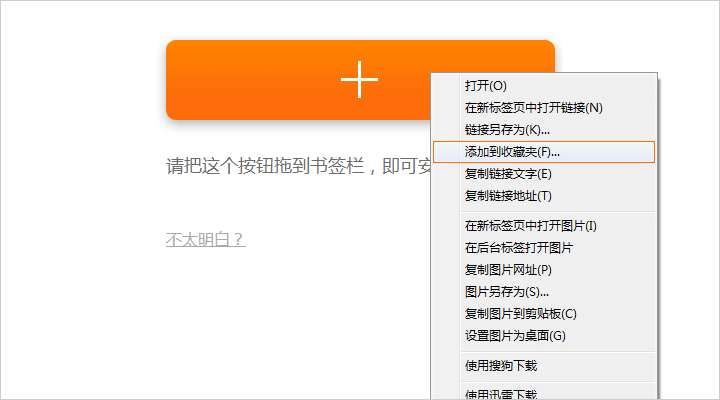 打开(O)
在新标签页中打开链接(N)
链接另存为(K)...
添加到收藏夹(F)...
请把这个按钮拖到书签栏，即可安
复制链接文字(E)
复制链接地址(T)
在新标签页中打开图片(I)
不太明白？
在后台标签打开图片
复制图片网址(P)
图片另存为(S)...
复制图片到剪贴板(C)
设置图片为桌面(G)
使用搜狗下载
使用迅雷下载